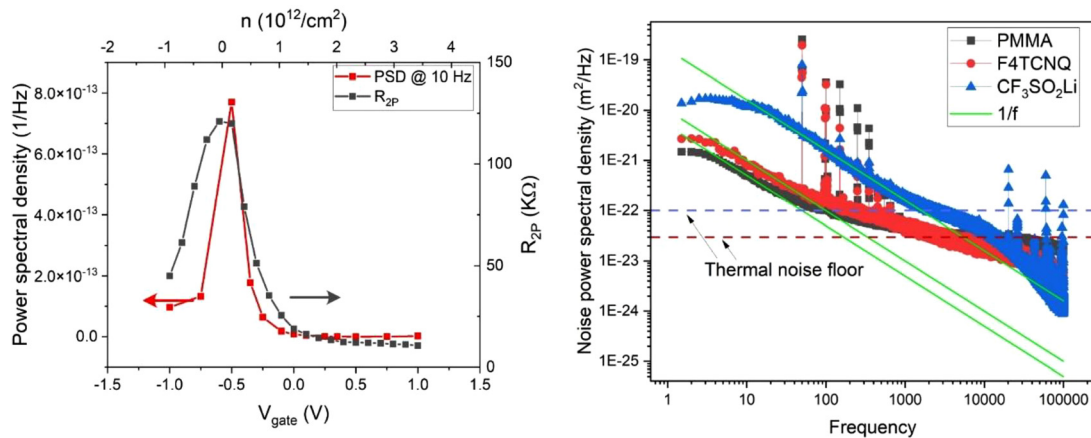 n (10¹²/cm²)
-1 0 1 2 3 4
PSD @ 10 Hz
R₂P
Power spectral density (1/Hz)
8.0×10⁻¹³
6.0×10⁻¹³
4.0×10⁻¹³
2.0×10⁻¹³
0.0
150
100
50
0
R₂P (KΩ)
-1.5 -1.0 -0.5 0.0 0.5 1.0 1.5
Vgate (V)
Noise power spectral density (m²/Hz)
1E-19
1E-20
1E-21
1E-22
1E-23
1E-24
1E-25
PMMA
F4TCNQ
CF₃SO₂Li
1/f
Thermal noise floor
1 10 100 1000 10000 100000
Frequency